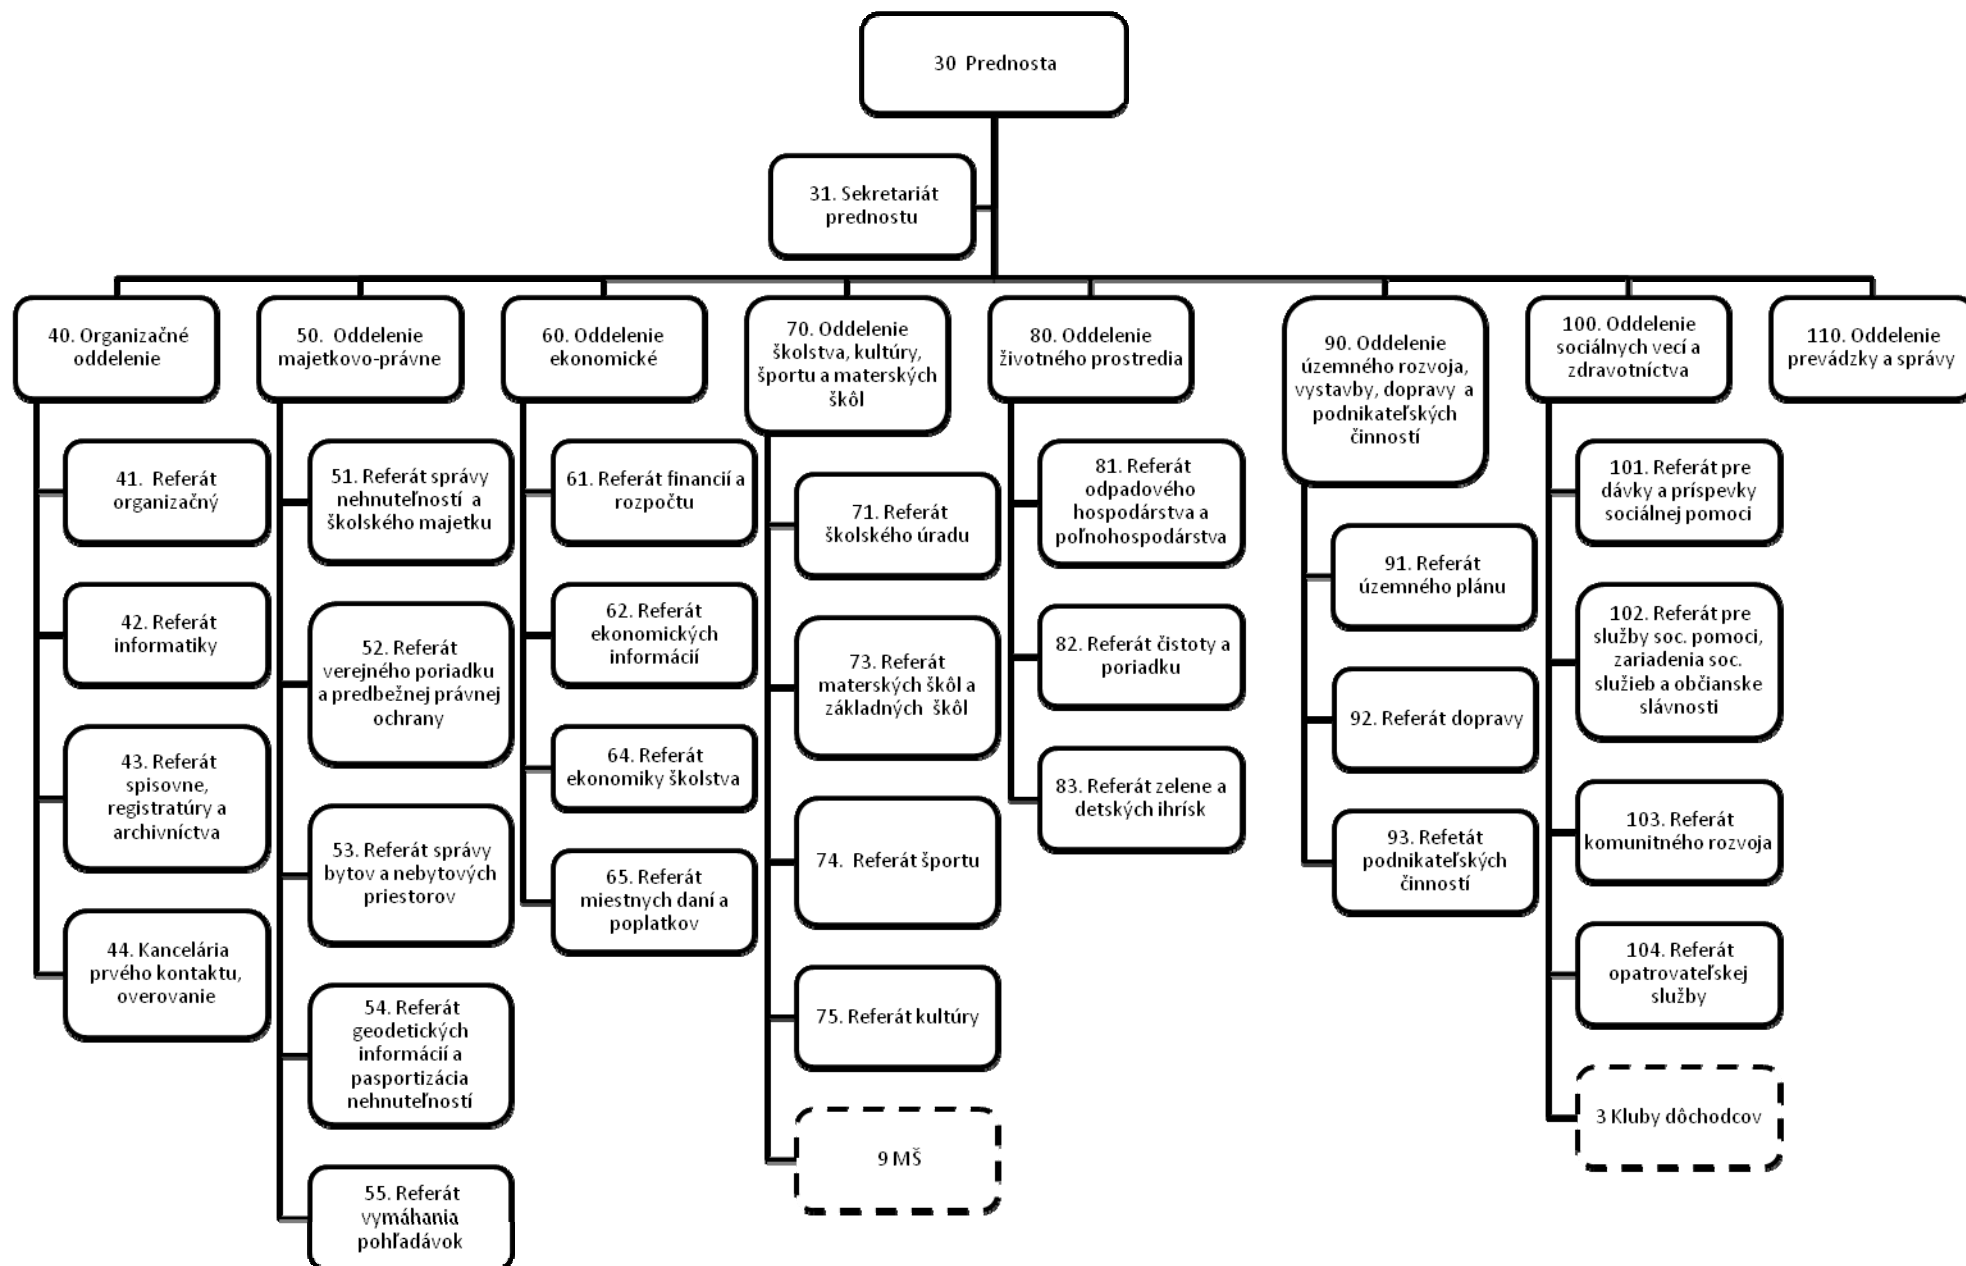 30 Prednosta
31. Sekretariát
prednostu
40. Organizačné
oddelenie
50. Oddelenie
majetkovo-právne
60. Oddelenie
ekonomické
70. Oddelenie
školstva, kultúry,
športu a materských
škôl
80. Oddelenie
životného prostredia
90. Oddelenie
územného rozvoja,
vystavby, dopravy a
podnikateľských
činností
100. Oddelenie
sociálnych vecí a
zdravotníctva
110. Oddelenie
prevádzky a správy
41. Referát
organizačný
42. Referát
informatiky
43. Referát
spisovne,
registratúry a
archivníctva
44. Kancelária
prvého kontaktu,
overovanie
51. Referát správy
nehnuteľností a
školského majetku
52. Referát
verejného poriadku
a predbežnej právnej
ochrany
53. Referát správy
bytov a nebytových
priestorov
54. Referát
geodetických
informácií a
pasportizácia
nehnuteľností
55. Referát
vymáhania
pohľadávok
61. Referát financií a
rozpočtu
62. Referát
ekonomických
informácií
64. Referát
ekonomiky školstva
65. Referát
miestnych daní a
poplatkov
71. Referát
školského úradu
73. Referát
materských škôl a
základných škôl
74. Referát športu
75. Referát kultúry
9 MŠ
81. Referát
odpadového
hospodárstva a
poľnohospodárstva
82. Referát čistoty a
poriadku
83. Referát zelene a
detských ihrísk
91. Referát
územného plánu
92. Referát dopravy
93. Refetát
podnikateľských
činností
101. Referát pre
dávky a príspevky
sociálnej pomoci
102. Referát pre
služby soc. pomoci,
zariadenia soc.
služieb a občianske
slávnosti
103. Referát
komunitného rozvoja
104. Referát
opatrovateľskej
služby
3 Kluby dôchodcov